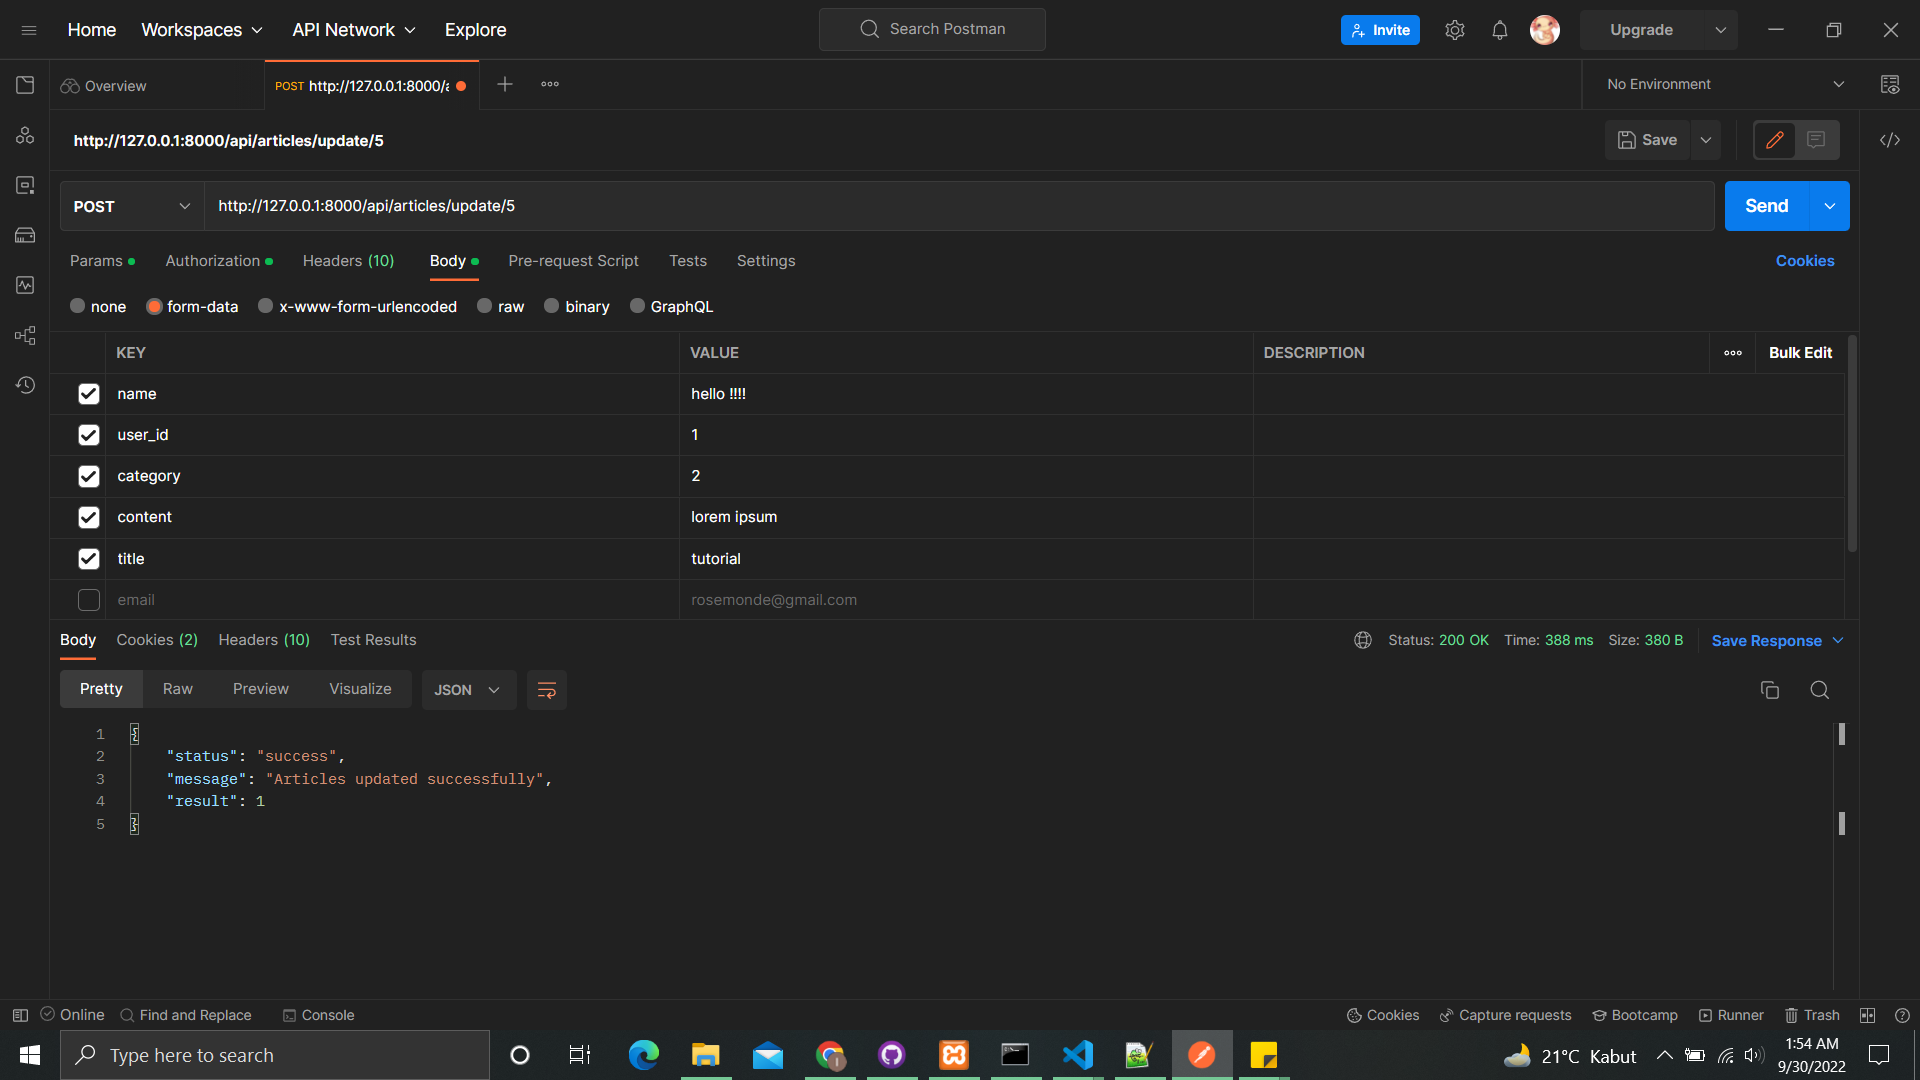 Home Workspaces API Network Explore Search Postman Invite Upgrade
Overview POST http://127.0.0.1:8000/a No Environment
http://127.0.0.1:8000/api/articles/update/5 Save
POST http://127.0.0.1:8000/api/articles/update/5 Send
Params Authorization Headers (10) Body Pre-request Script Tests Settings Cookies
none form-data x-www-form-urlencoded raw binary GraphQL
KEY VALUE DESCRIPTION Bulk Edit
name hello !!!!
user_id 1
category 2
content lorem ipsum
title tutorial
email rosemonde@gmail.com
Body Cookies (2) Headers (10) Test Results Status: 200 OK Time: 388 ms Size: 380 B Save Response
Pretty Raw Preview Visualize JSON
1 {
2 "status": "success",
3 "message": "Articles updated successfully",
4 "result": 1
5 }
Online Find and Replace Console Cookies Capture requests Bootcamp Runner Trash
Type here to search 21°C Kabut 1:54 AM
9/30/2022